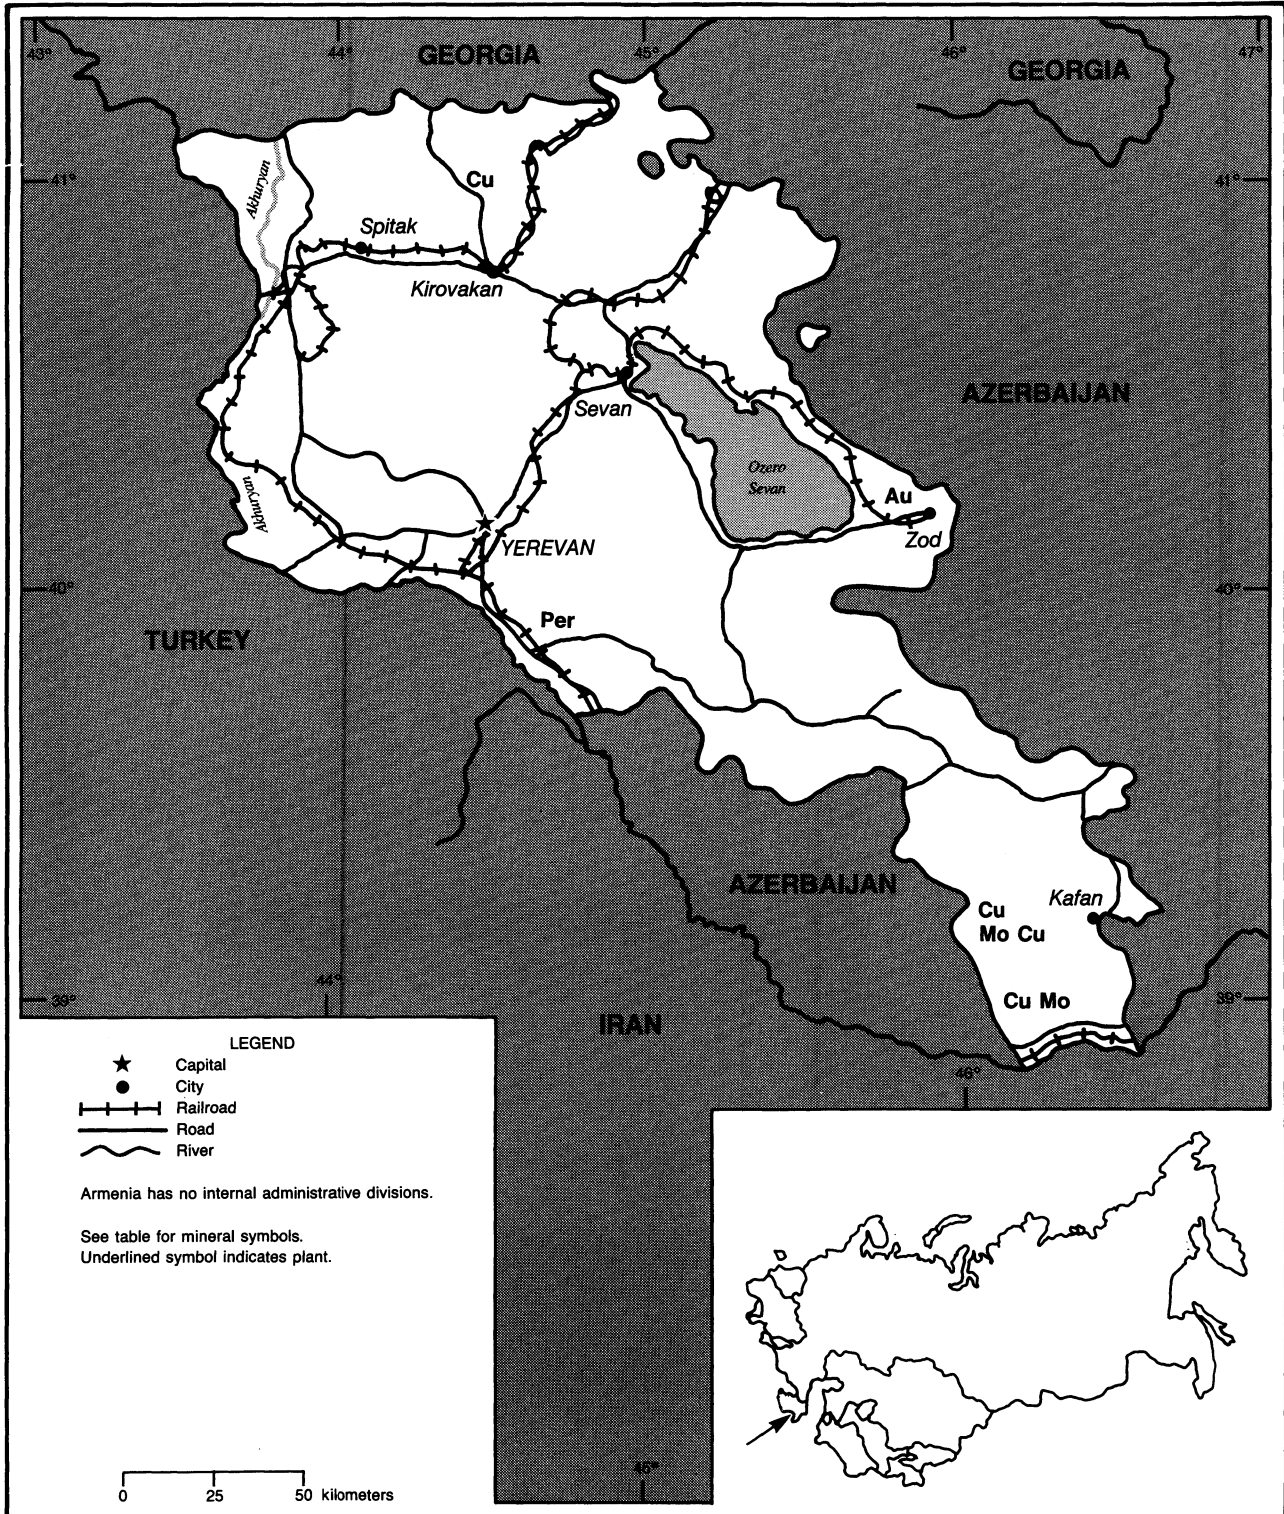 43°
44°
45°
46°
47°
GEORGIA
GEORGIA
41°
41°
Akhuryan
Cu
Spitak
Kirovakan
AZERBAIJAN
Sevan
Ozero
Sevan
Au
Zod
Akhuryan
YEREVAN
40°
40°
Per
TURKEY
AZERBAIJAN
Kafan
Cu
Mo Cu
Cu Mo
44°
39°
39°
IRAN
46°
45°
LEGEND
Capital
City
Railroad
Road
River
Armenia has no internal administrative divisions.
See table for mineral symbols.
Underlined symbol indicates plant.
0 25 50 kilometers